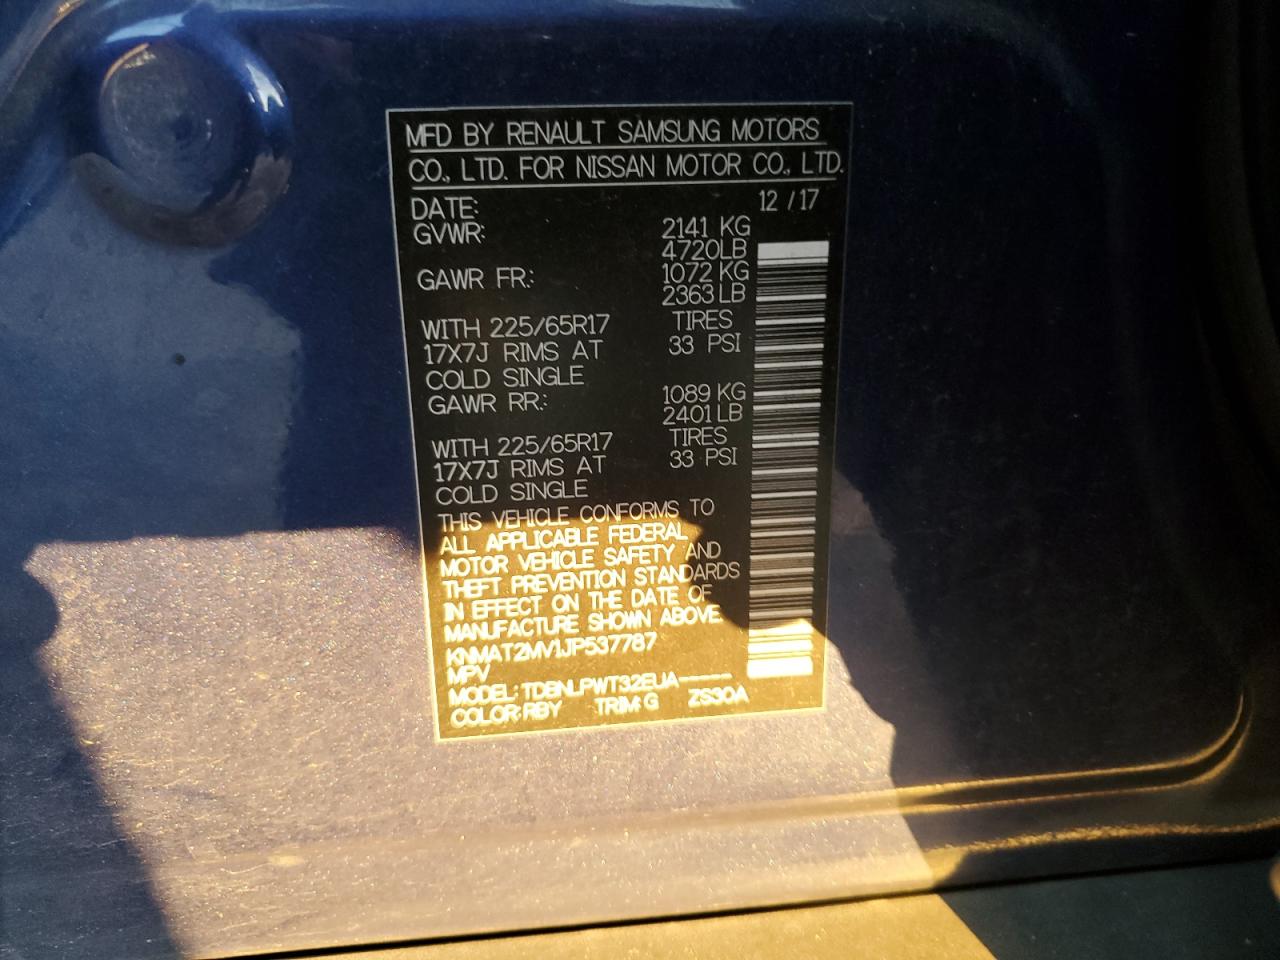 MFD BY RENAULT SAMSUNG MOTORS
CO., LTD. FOR NISSAN MOTOR CO., LTD.
DATE: 12 / 17
GVWR: 2141 KG
4720LB
GAWR FR.: 1072 KG
2363 LB
WITH 225/65R17 TIRES
17X7J RIMS AT 33 PSI
COLD SINGLE
GAWR RR.: 1089 KG
2401 LB
WITH 225/65R17 TIRES
17X7J RIMS AT 33 PSI
COLD SINGLE
THIS VEHICLE CONFORMS TO
ALL APPLICABLE FEDERAL
MOTOR VEHICLE SAFETY AND
THEFT PREVENTION STANDARDS
IN EFFECT ON THE DATE OF
MANUFACTURE SHOWN ABOVE.
KNMAT2MV1JP537787
MPV
MODEL: TDBNLPWT32EUA-----
COLOR: RBY TRIM: G ZS30A